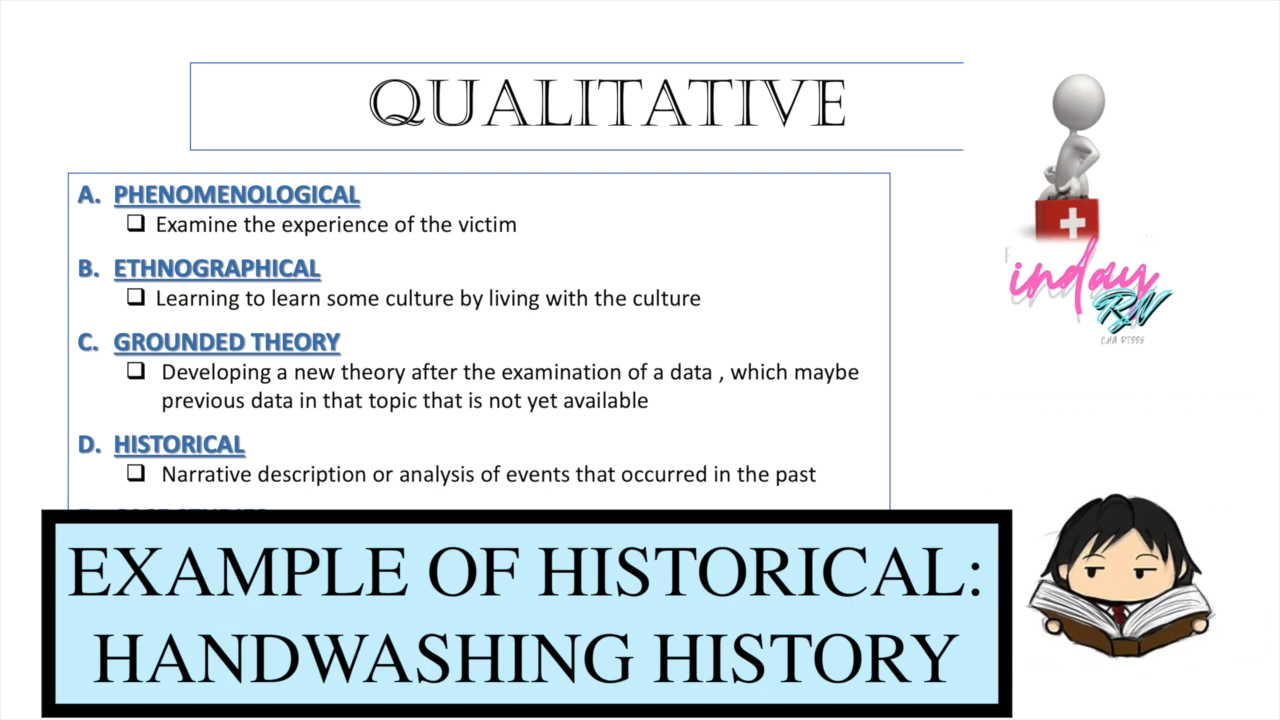 QUALITATIVE
A. PHENOMENOLOGICAL
Examine the experience of the victim
B. ETHNOGRAPHICAL
Learning to learn some culture by living with the culture
C. GROUNDED THEORY
Developing a new theory after the examination of a data , which maybe
previous data in that topic that is not yet available
D. HISTORICAL
Narrative description or analysis of events that occurred in the past
EXAMPLE OF HISTORICAL:
HANDWASHING HISTORY
inday
RN
CHA RISSE